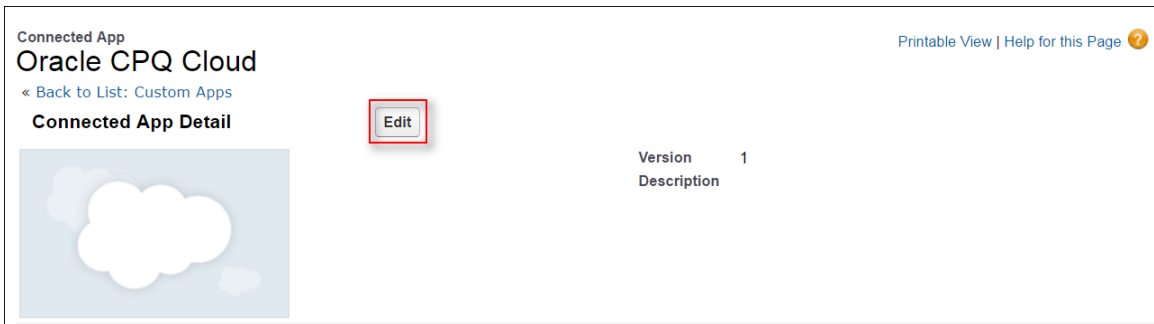 Connected App
Oracle CPQ Cloud
Printable View | Help for this Page ?
« Back to List: Custom Apps
Connected App Detail
Edit
Version 1
Description